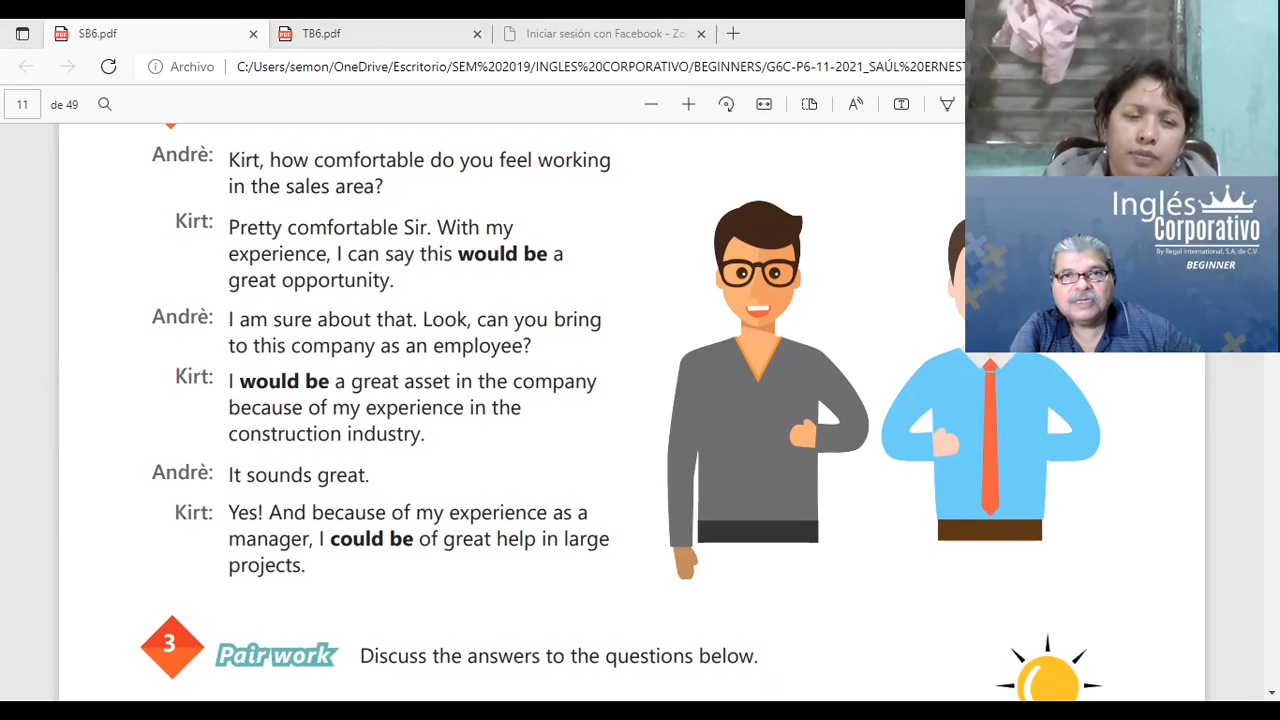 SB6.pdf
TB6.pdf
Iniciar sesión con Facebook - Zo
Archivo
C:/Users/semon/OneDrive/Escritorio/SEM%202019/INGLES%20CORPORATIVO/BEGINNERS/G6C-P6-11-2021_SAÚL%20ERNEST
11 de 49
Andrè: Kirt, how comfortable do you feel working
in the sales area?
Kirt: Pretty comfortable Sir. With my
experience, I can say this would be a
great opportunity.
Andrè: I am sure about that. Look, can you bring
to this company as an employee?
Kirt: I would be a great asset in the company
because of my experience in the
construction industry.
Andrè: It sounds great.
Kirt: Yes! And because of my experience as a
manager, I could be of great help in large
projects.
3 Pair work Discuss the answers to the questions below.
Inglés
Corporativo
By Regal International, S.A. de C.V.
BEGINNER